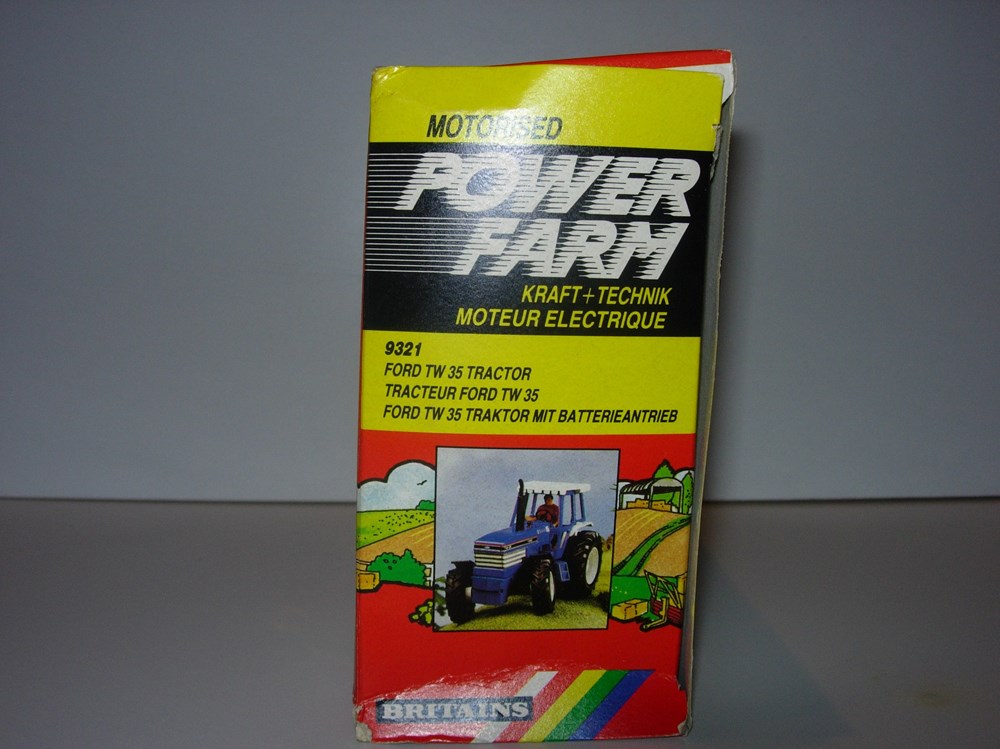 MOTORISED
POWER
FARM
KRAFT+TECHNIK
MOTEUR ELECTRIQUE
9321
FORD TW 35 TRACTOR
TRACTEUR FORD TW 35
FORD TW 35 TRAKTOR MIT BATTERIEANTRIEB
BRITAINS